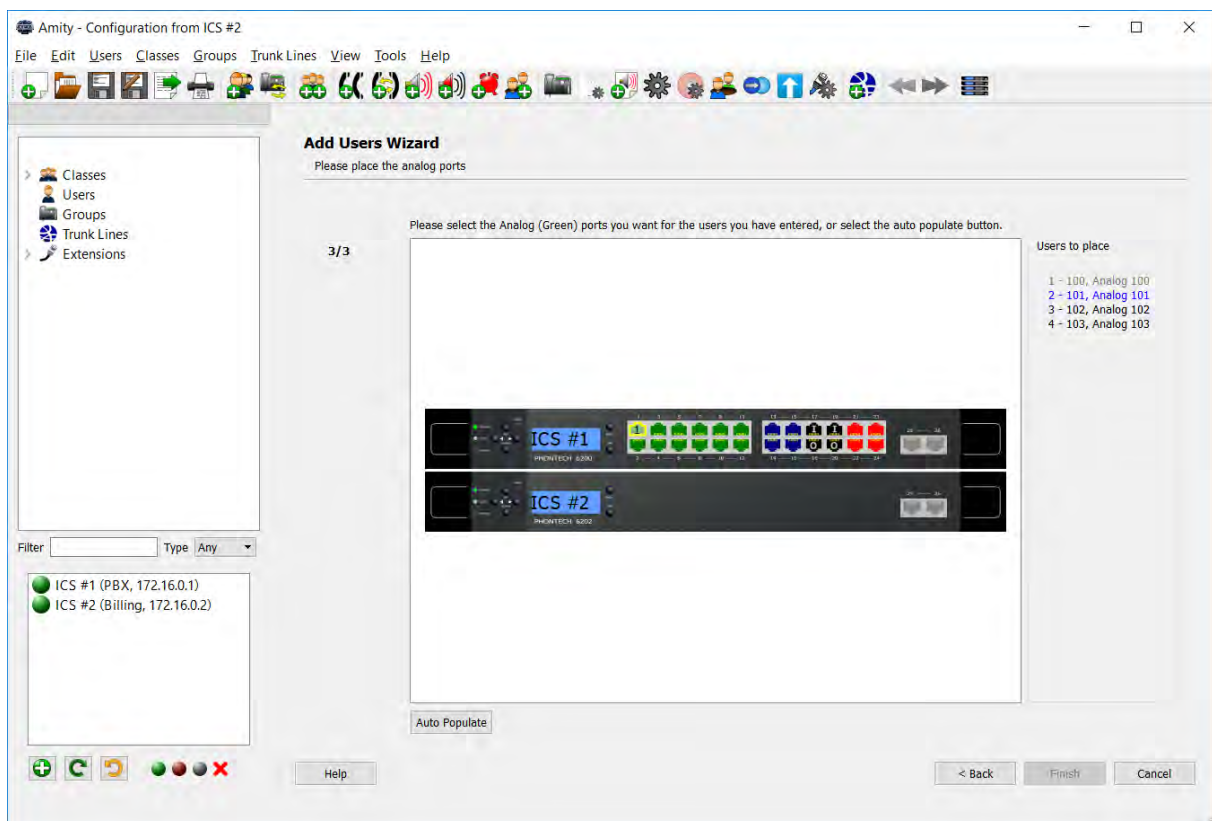 Amity - Configuration from ICS #2
File Edit Users Classes Groups Trunk Lines View Tools Help
Add Users Wizard
Please place the analog ports
Classes
Users
Groups
Trunk Lines
Extensions
Please select the Analog (Green) ports you want for the users you have entered, or select the auto populate button.
3/3
Users to place
1 - 100, Analog 100
2 - 101, Analog 101
3 - 102, Analog 102
4 - 103, Analog 103
ICS #1
PHONTECH 6200
1
I I
O O
ICS #2
PHONTECH 6202
Filter Type Any
ICS #1 (PBX, 172.16.0.1)
ICS #2 (Billing, 172.16.0.2)
Auto Populate
Help < Back Finish Cancel